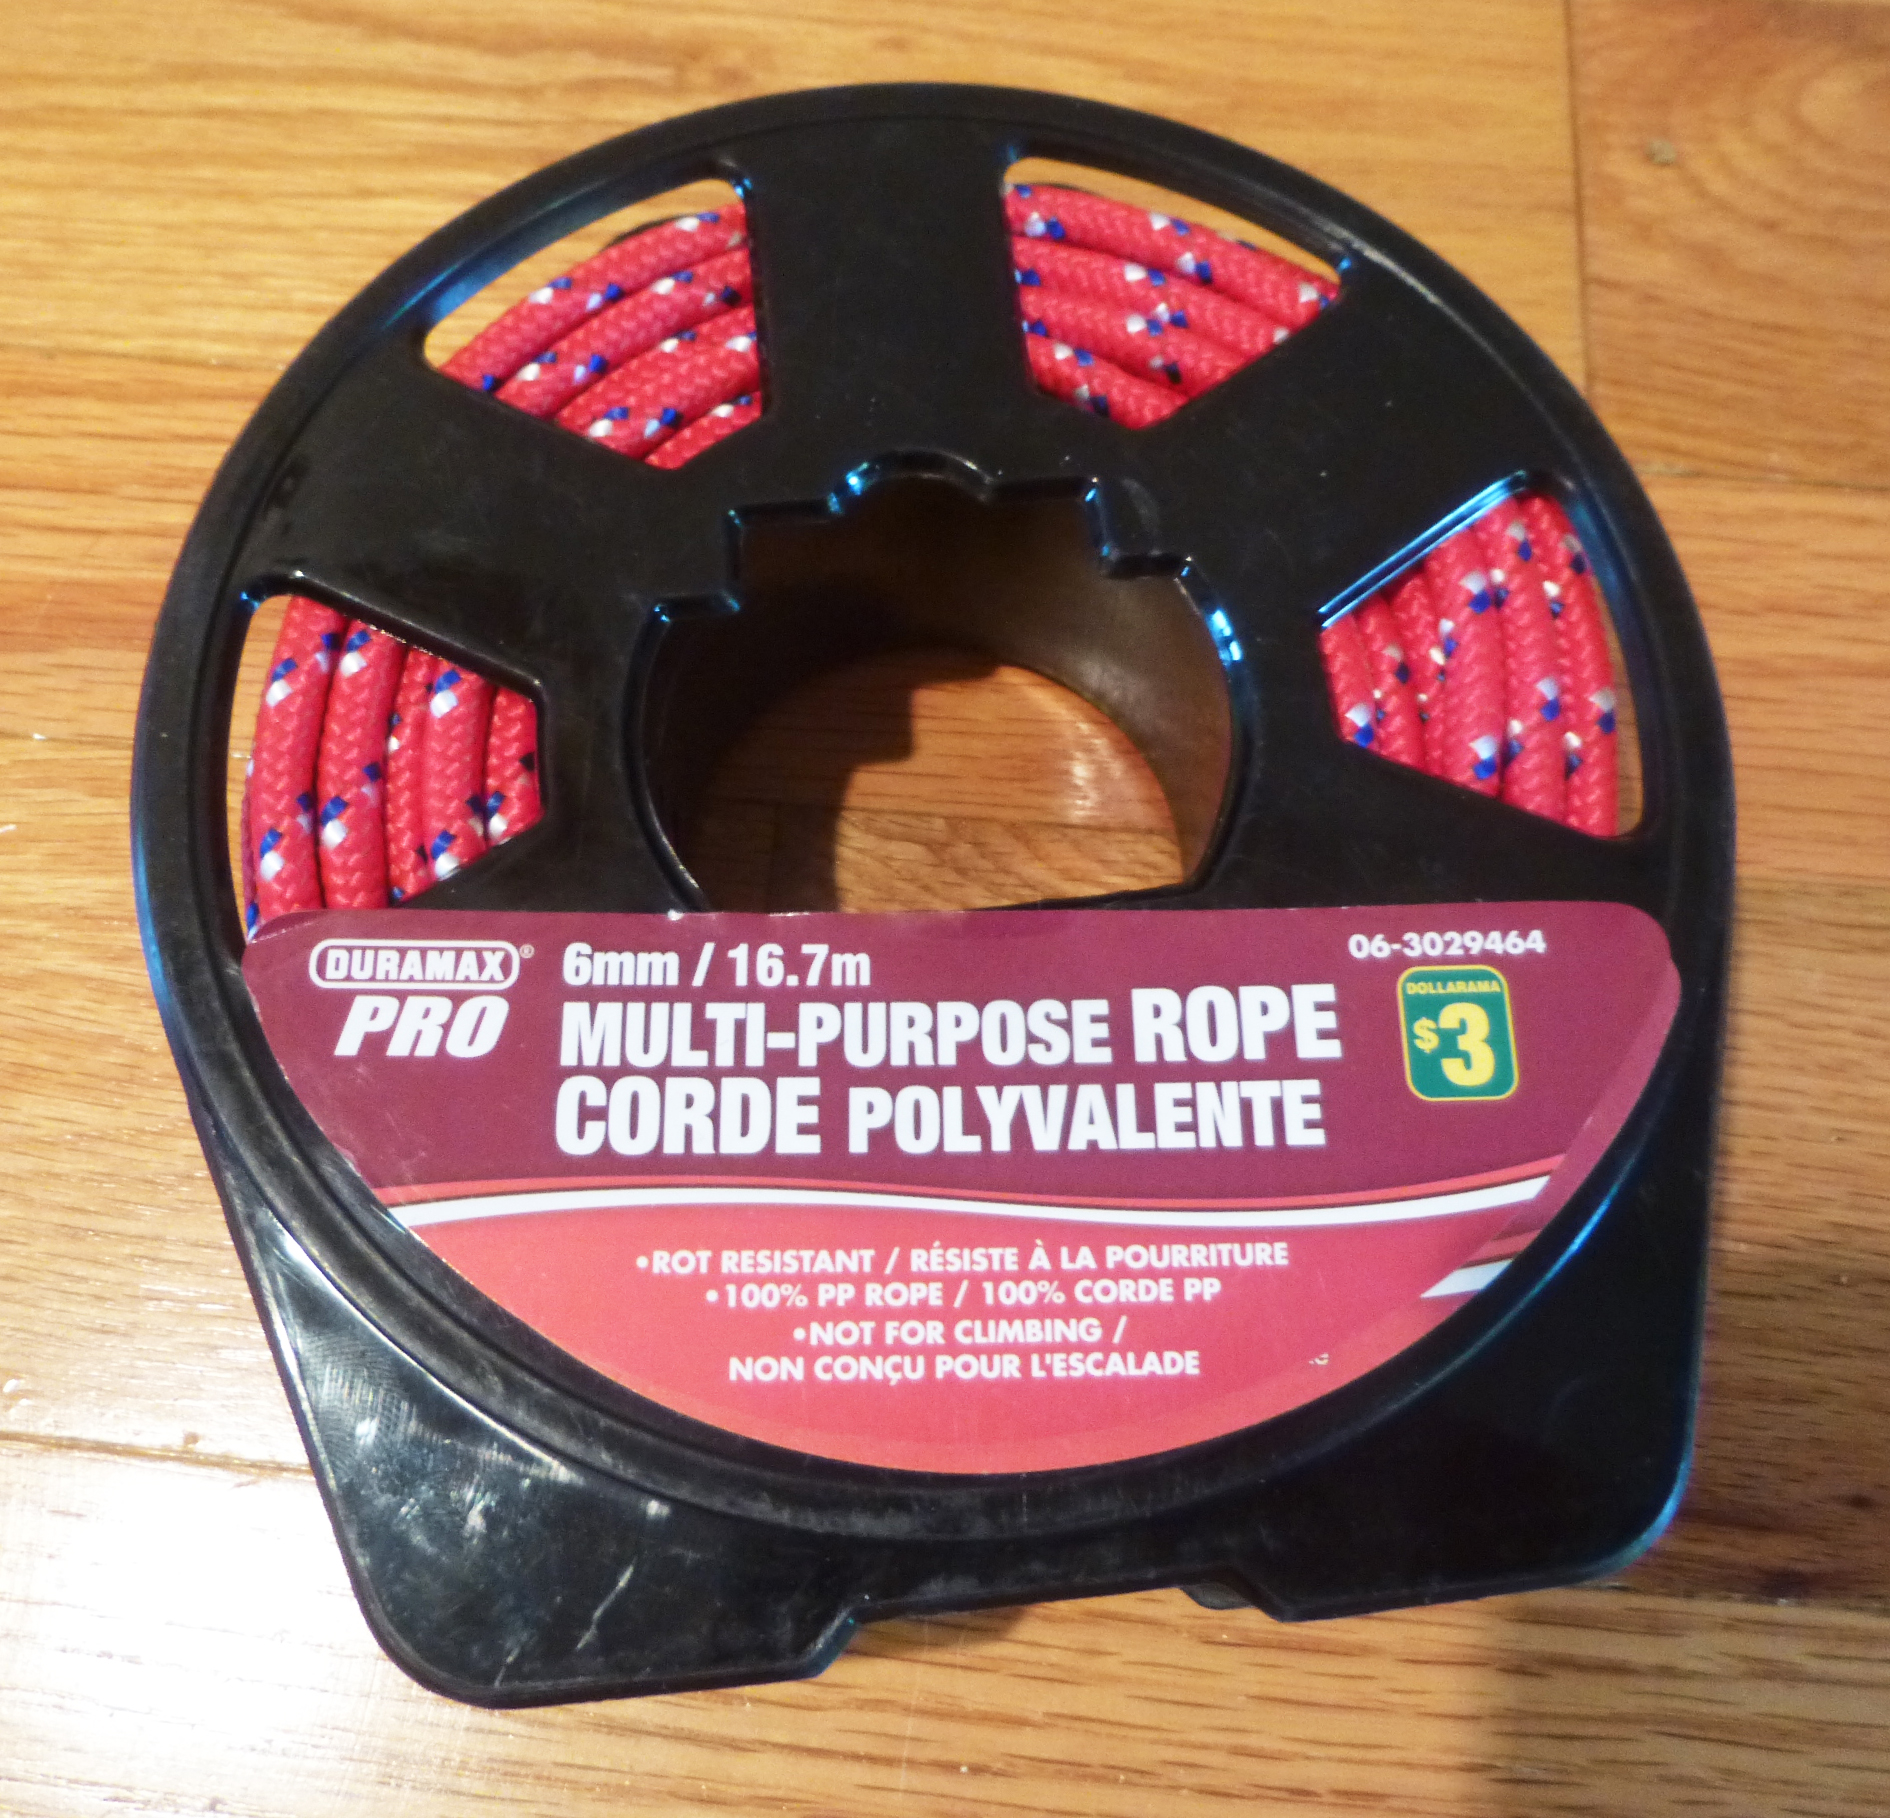 DURAMAX®
PRO
6mm / 16.7m
MULTI-PURPOSE ROPE
CORDE POLYVALENTE
06-3029464
DOLLARAMA
$3
•ROT RESISTANT / RÉSISTE À LA POURRITURE
•100% PP ROPE / 100% CORDE PP
•NOT FOR CLIMBING /
NON CONÇU POUR L'ESCALADE